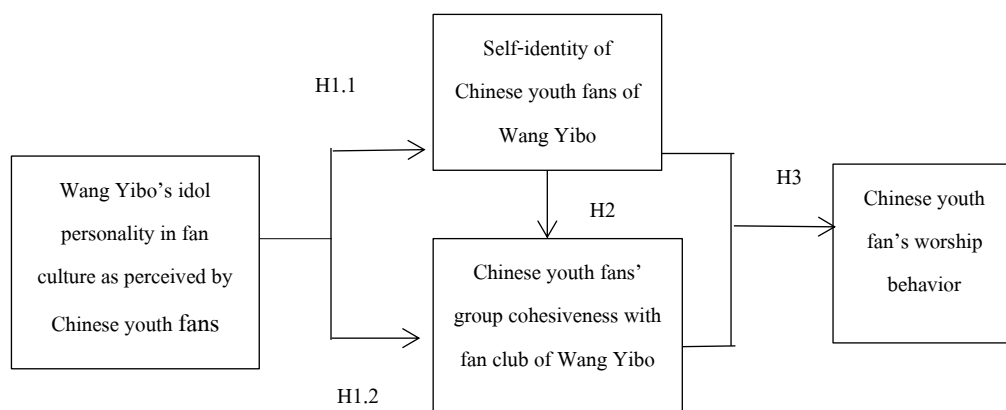 Self-identity of
Chinese youth fans of
Wang Yibo
H1.1
Wang Yibo's idol
personality in fan
culture as perceived by
Chinese youth fans
H2
H3
Chinese youth
fan's worship
behavior
Chinese youth fans'
group cohesiveness with
fan club of Wang Yibo
H1.2